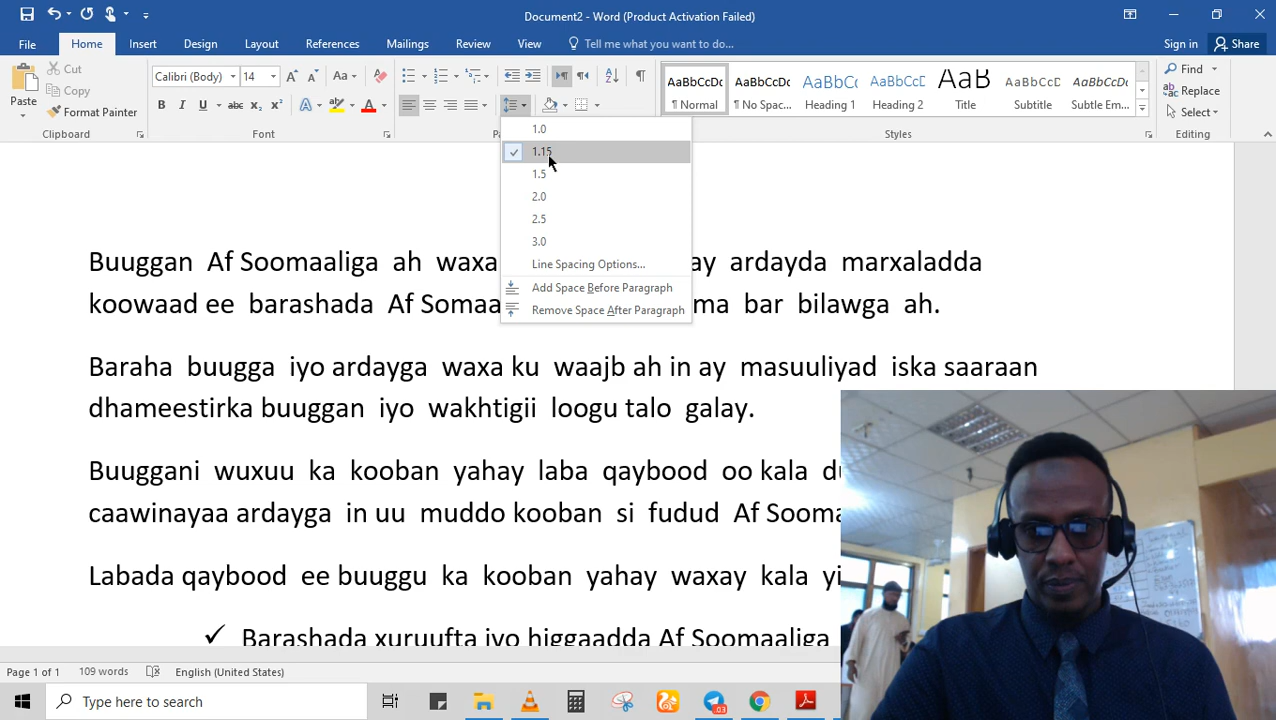 Document2 - Word (Product Activation Failed)
File Home Insert Design Layout References Mailings Review View Tell me what you want to do... Sign in Share
Cut
Copy
Format Painter
Paste
Clipboard
Calibri (Body) 14
Font
AaBbCcDc AaBbCcDc AaBbC AaBbCcDc AaB AaBbCcD AaBbCcDc
¶ Normal ¶ No Spac... Heading 1 Heading 2 Title Subtitle Subtle Em...
Styles
Find
Replace
Select
Editing
1.0
1.15
1.5
2.0
2.5
3.0
Line Spacing Options...
Add Space Before Paragraph
Remove Space After Paragraph
Buuggan Af Soomaaliga ah waxa ay ardayda marxaladda
koowaad ee barashada Af Somaa ma bar bilawga ah.
Baraha buugga iyo ardayga waxa ku waajb ah in ay masuuliyad iska saaraan
dhameestirka buuggan iyo wakhtigii loogu talo galay.
Buuggani wuxuu ka kooban yahay laba qaybood oo kala du
caawinayaa ardayga in uu muddo kooban si fudud Af Sooma
Labada qaybood ee buuggu ka kooban yahay waxay kala yi
✓ Barashada xuruufta iyo higgaadda Af Soomaaliga
Page 1 of 1 109 words English (United States)
Type here to search
03